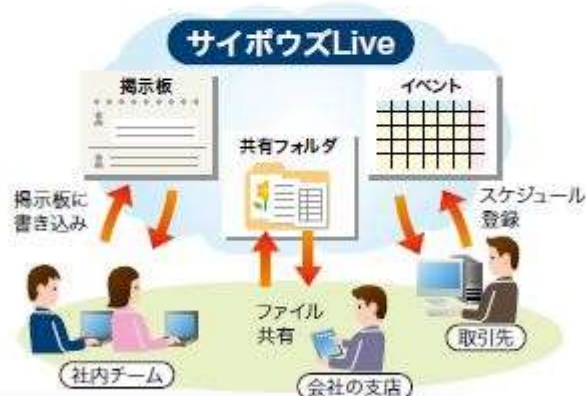 サイボウズLive
掲示板
イベント
共有フォルダ
掲示板に
書き込み
スケジュール
登録
ファイル
共有
社内チーム
会社の支店
取引先